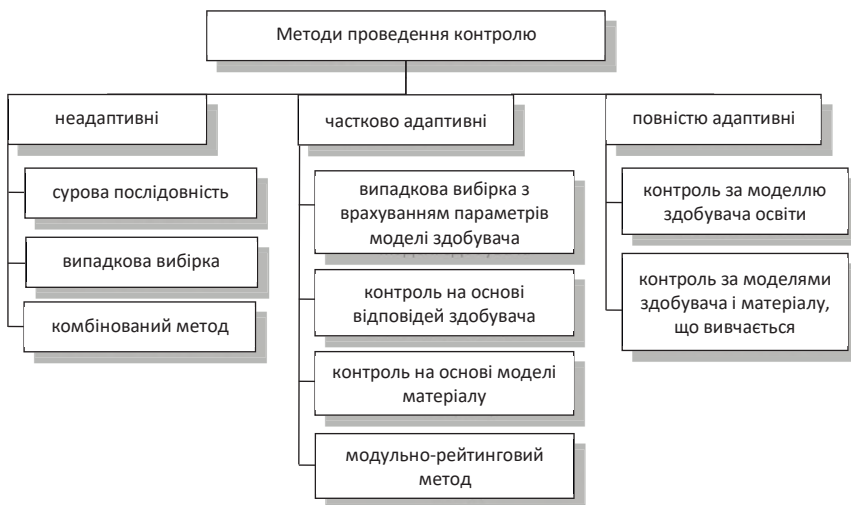 Методи проведення контролю
неадаптивні
сурова послідовність
випадкова вибірка
комбінований метод
частково адаптивні
випадкова вибірка з
врахуванням параметрів
моделі здобувача
контроль на основі
відповідей здобувача
контроль на основі моделі
матеріалу
модульно-рейтинговий
метод
повністю адаптивні
контроль за моделлю
здобувача освіти
контроль за моделями
здобувача і матеріалу,
що вивчається